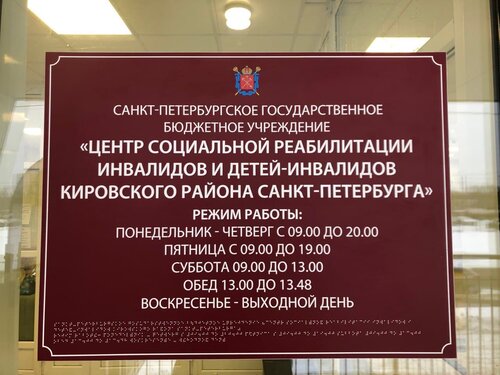 САНКТ-ПЕТЕРБУРГСКОЕ ГОСУДАРСТВЕННОЕ
БЮДЖЕТНОЕ УЧРЕЖДЕНИЕ
«ЦЕНТР СОЦИАЛЬНОЙ РЕАБИЛИТАЦИИ
ИНВАЛИДОВ И ДЕТЕЙ-ИНВАЛИДОВ
КИРОВСКОГО РАЙОНА САНКТ-ПЕТЕРБУРГА»
РЕЖИМ РАБОТЫ:
ПОНЕДЕЛЬНИК - ЧЕТВЕРГ С 09.00 ДО 20.00
ПЯТНИЦА С 09.00 ДО 19.00
СУББОТА 09.00 ДО 13.00
ОБЕД 13.00 ДО 13.48
ВОСКРЕСЕНЬЕ - ВЫХОДНОЙ ДЕНЬ